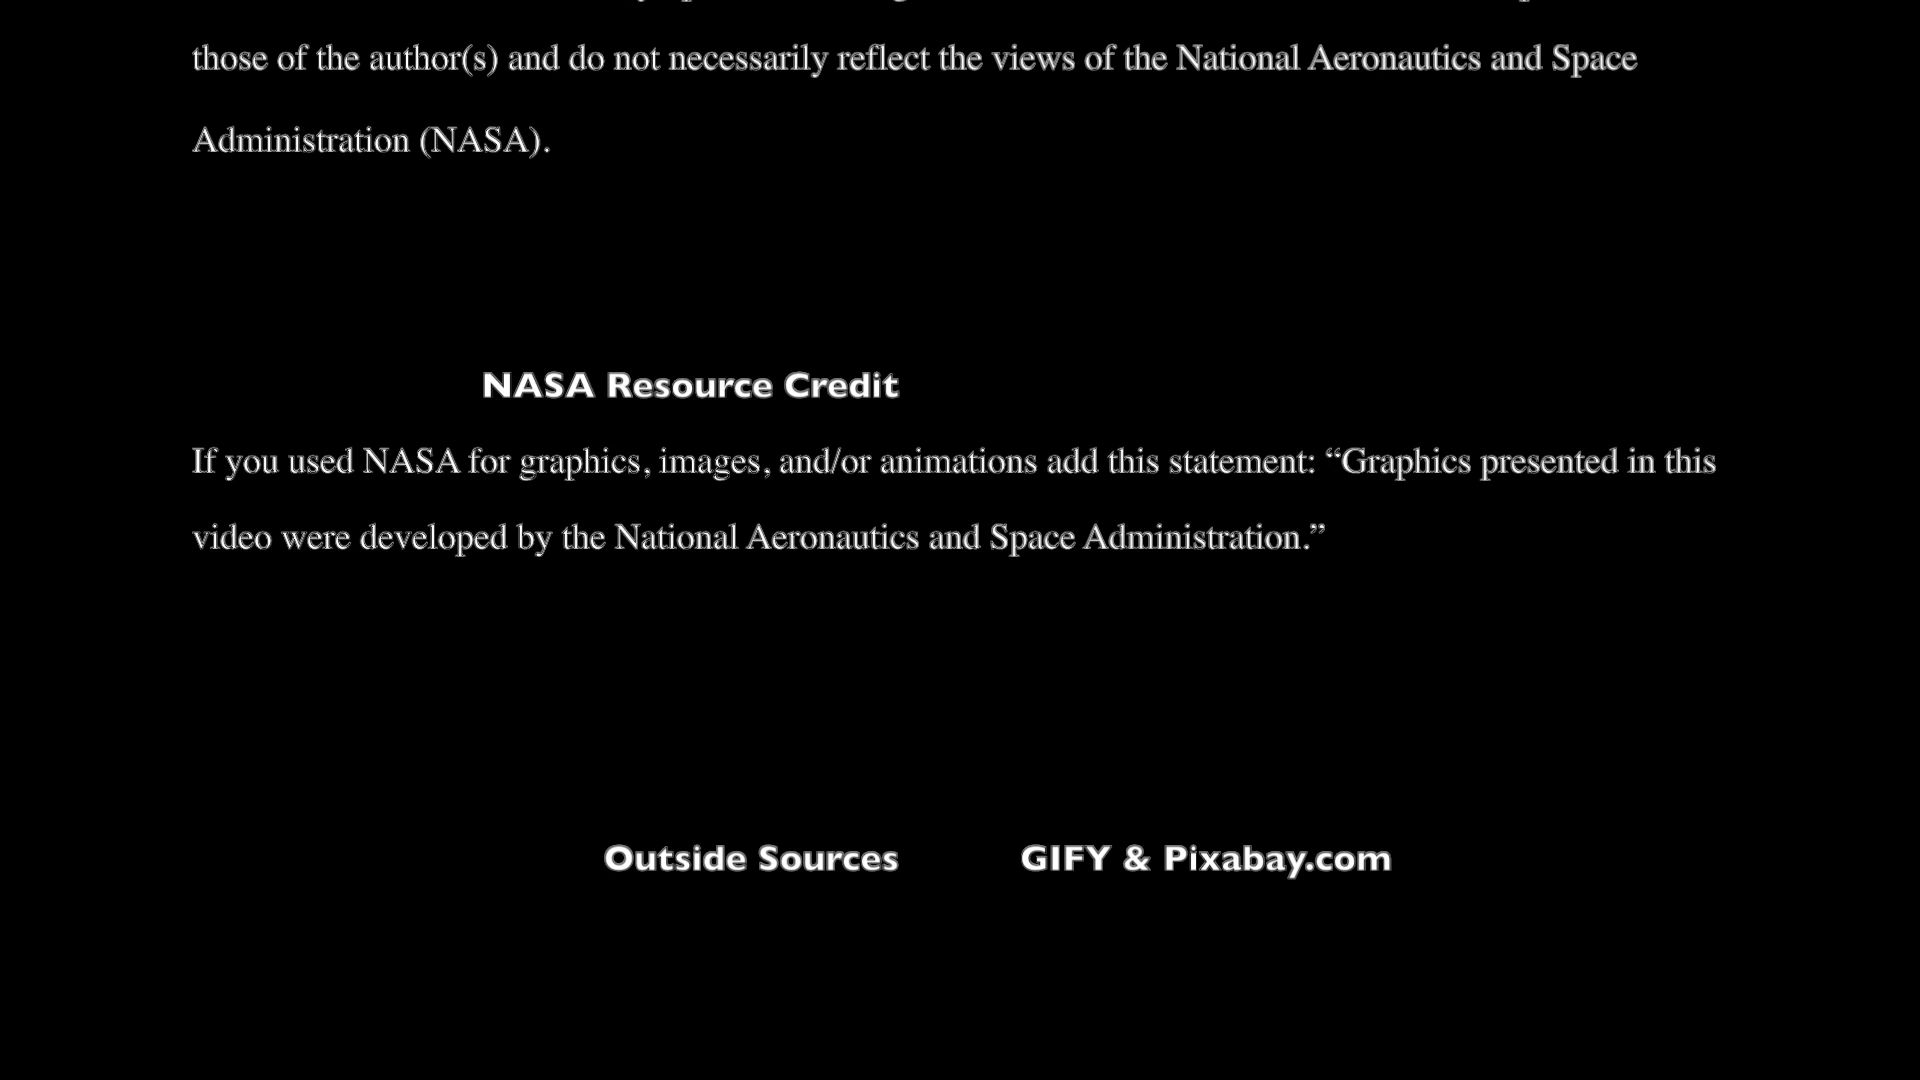 those of the author(s) and do not necessarily reflect the views of the National Aeronautics and Space
Administration (NASA).
NASA Resource Credit
If you used NASA for graphics, images, and/or animations add this statement: “Graphics presented in this
video were developed by the National Aeronautics and Space Administration.”
Outside Sources GIFY & Pixabay.com